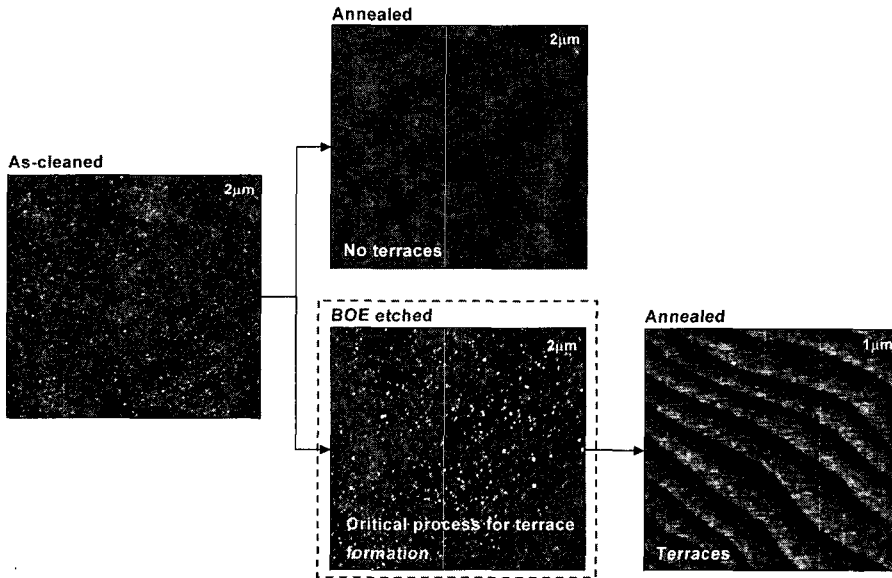 Annealed
2μm
No terraces
As-cleaned
2μm
BOE etched
2μm
Critical process for terrace
formation
Annealed
1μm
Terraces